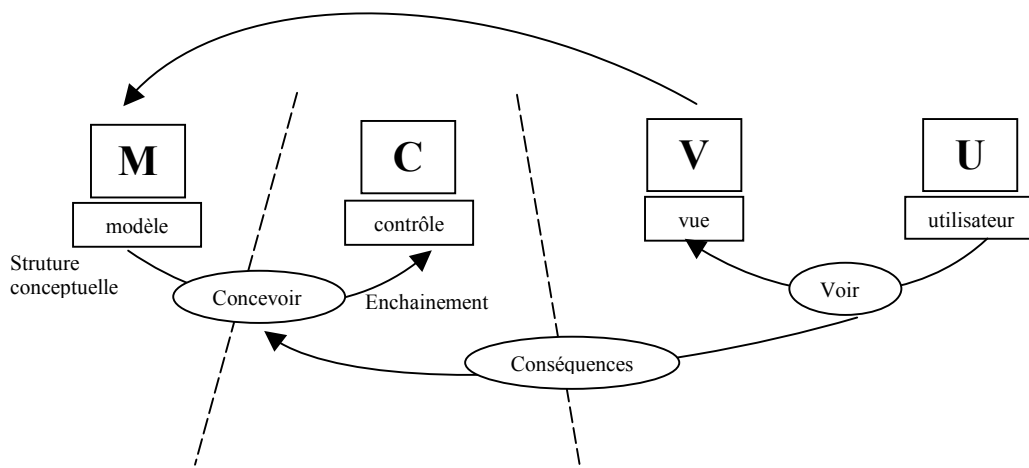 M
C
V
U
modèle
contrôle
vue
utilisateur
Struture
conceptuelle
Concevoir
Enchainement
Voir
Conséquences